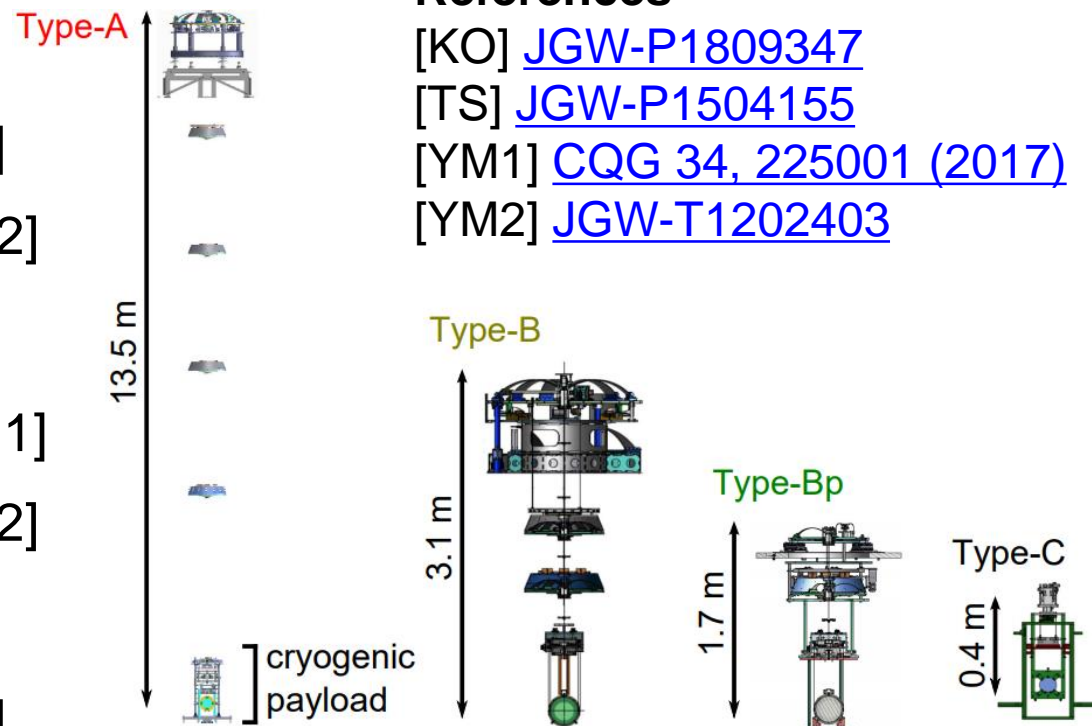 Type-A
[KO] JGW-P1809347
[TS] JGW-P1504155
[YM1] CQG 34, 225001 (2017)
[YM2] JGW-T1202403
]
2]
13.5 m
1]
2]
Type-B
3.1 m
Type-Bp
1.7 m
Type-C
0.4 m
cryogenic
payload